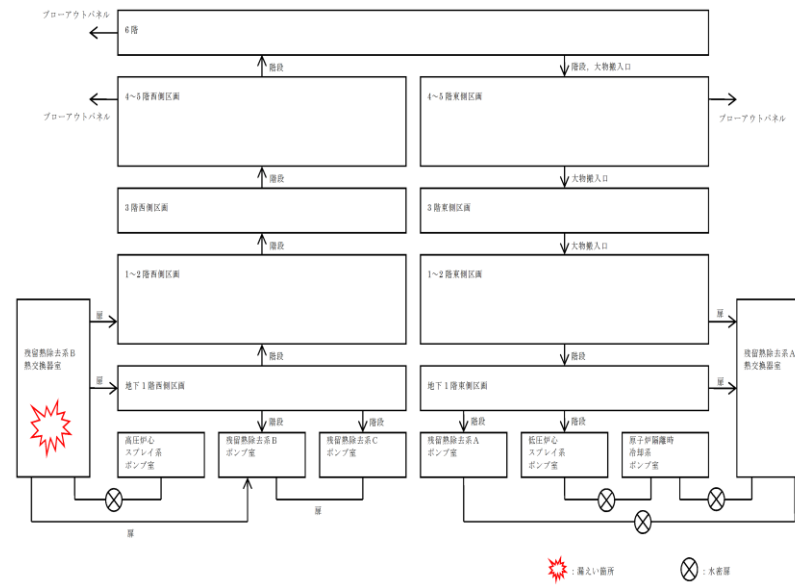 ブローアウトパネル
6階
階段
階段、大物搬入口
4～5階西側区画
4～5階東側区画
ブローアウトパネル
ブローアウトパネル
階段
大物搬入口
3階西側区画
3階東側区画
階段
大物搬入口
1～2階西側区画
1～2階東側区画
扉
扉
残留熱除去系B
熱交換器室
残留熱除去系A
熱交換器室
階段
階段
扉
扉
地下1階西側区画
地下1階東側区画
階段
階段
階段
階段
高圧炉心
スプレイ系
ポンプ室
残留熱除去系B
ポンプ室
残留熱除去系C
ポンプ室
残留熱除去系A
ポンプ室
低圧炉心
スプレイ系
ポンプ室
原子炉隔離時
冷却系
ポンプ室
扉
扉
：漏えい箇所
：水密扉